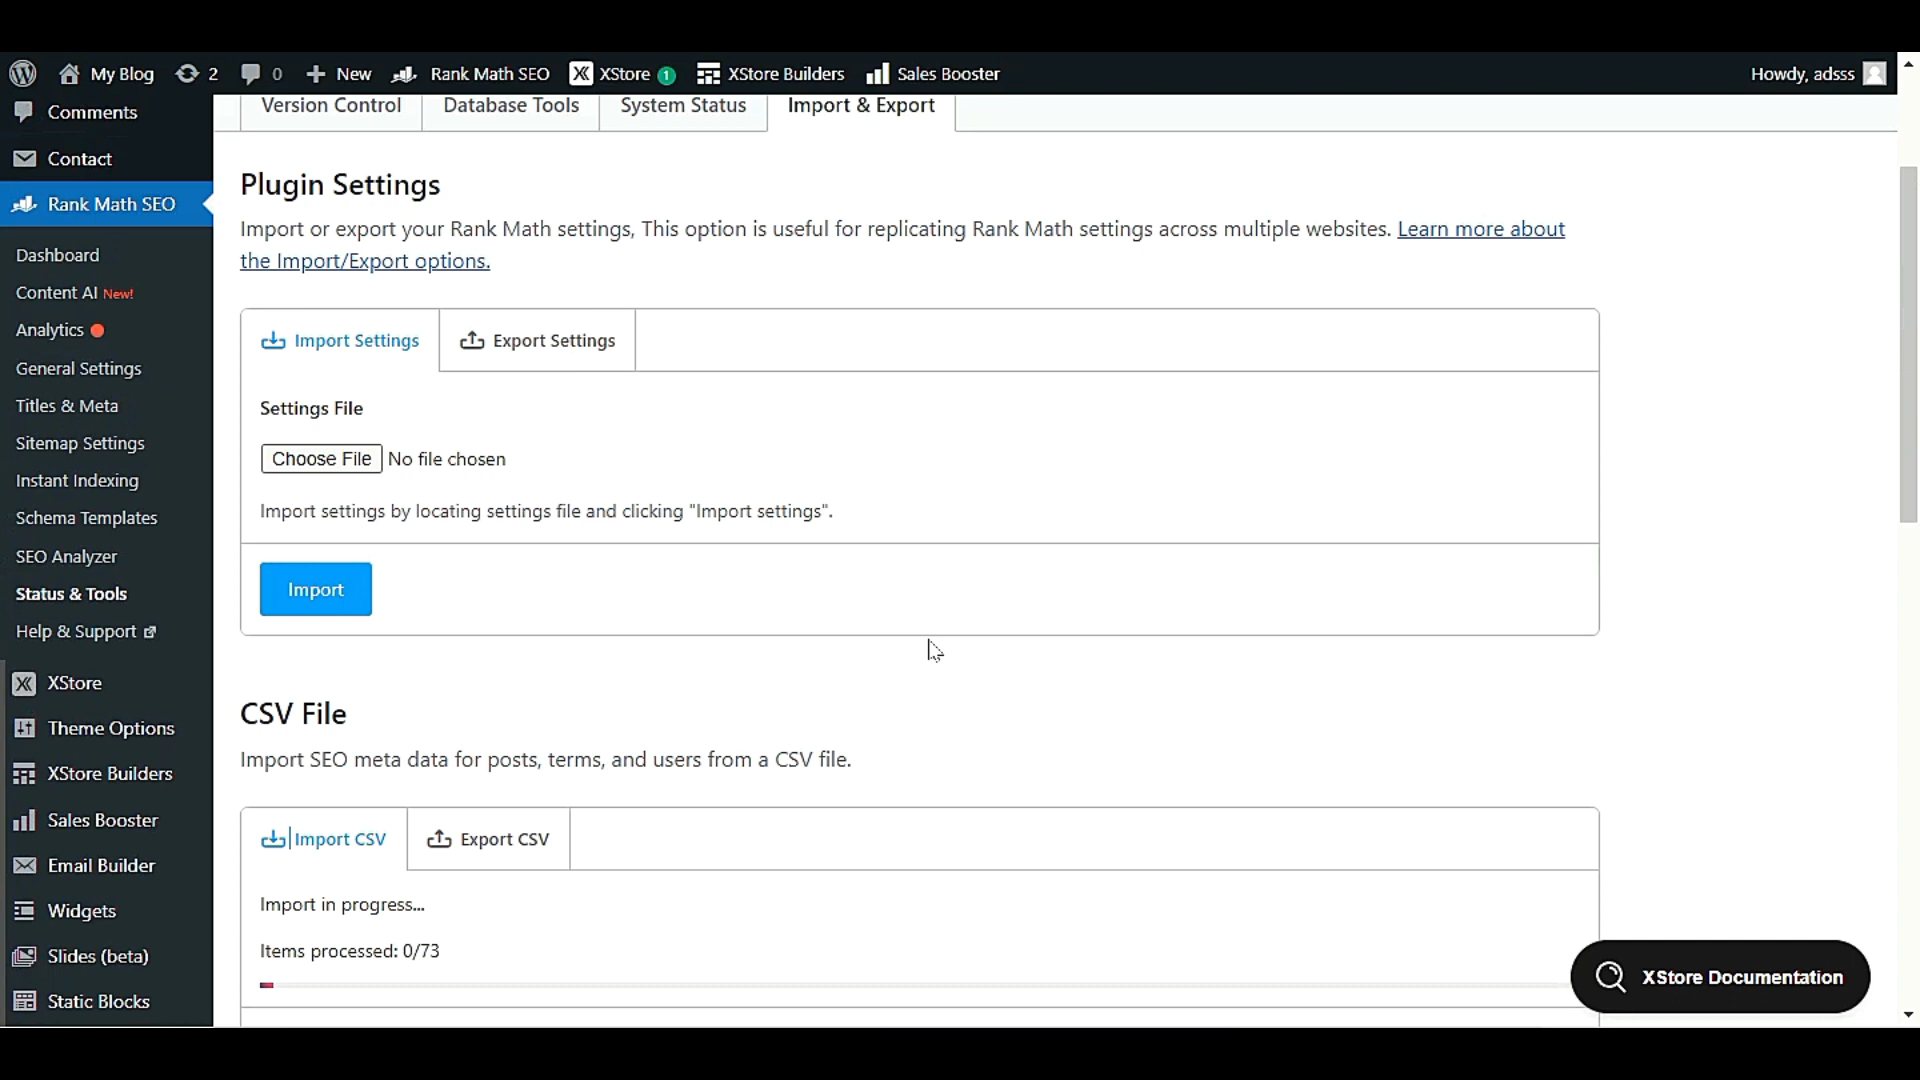 My Blog 2 0 New Rank Math SEO XStore 1 XStore Builders Sales Booster Howdy, adsss
Comments
Contact
Rank Math SEO
Dashboard
Content AI New!
Analytics
General Settings
Titles & Meta
Sitemap Settings
Instant Indexing
Schema Templates
SEO Analyzer
Status & Tools
Help & Support
XStore
Theme Options
XStore Builders
Sales Booster
Email Builder
Widgets
Slides (beta)
Static Blocks
Version Control Database Tools System Status Import & Export
Plugin Settings
Import or export your Rank Math settings, This option is useful for replicating Rank Math settings across multiple websites. Learn more about
the Import/Export options.
Import Settings Export Settings
Settings File
Choose File No file chosen
Import settings by locating settings file and clicking "Import settings".
Import
CSV File
Import SEO meta data for posts, terms, and users from a CSV file.
Import CSV Export CSV
Import in progress...
Items processed: 0/73
XStore Documentation